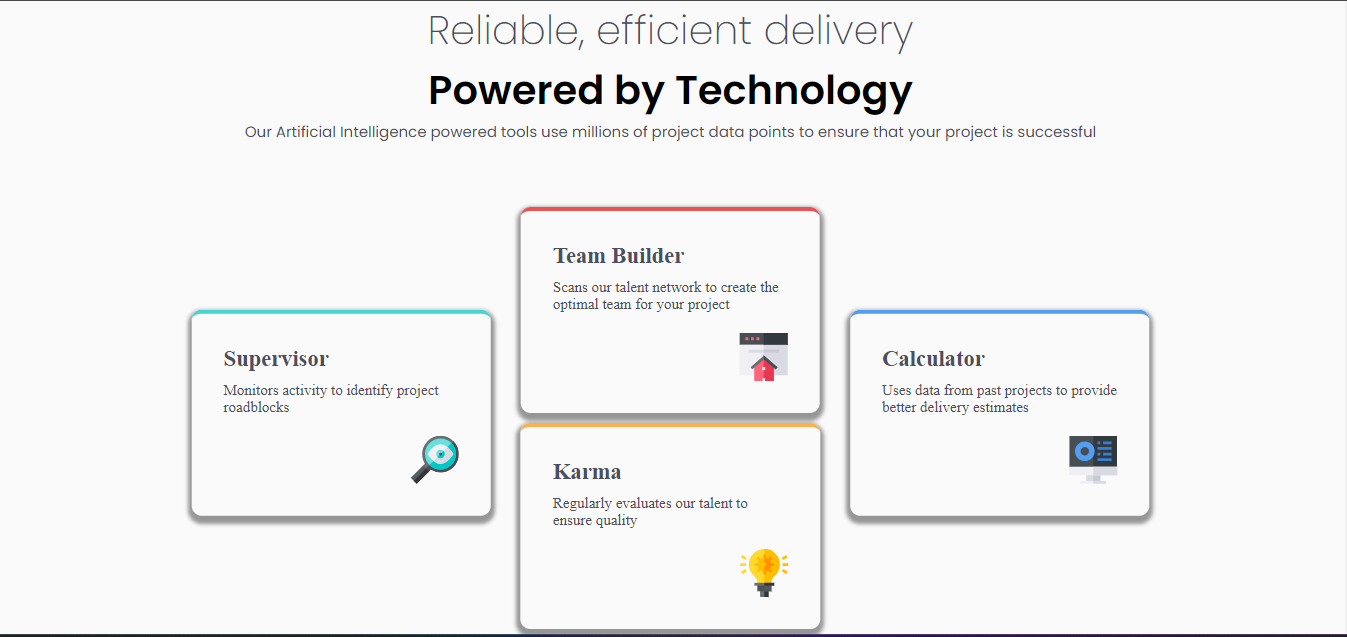 Reliable, efficient delivery
Powered by Technology
Our Artificial Intelligence powered tools use millions of project data points to ensure that your project is successful
Supervisor
Monitors activity to identify project
roadblocks
Team Builder
Scans our talent network to create the
optimal team for your project
Karma
Regularly evaluates our talent to
ensure quality
Calculator
Uses data from past projects to provide
better delivery estimates